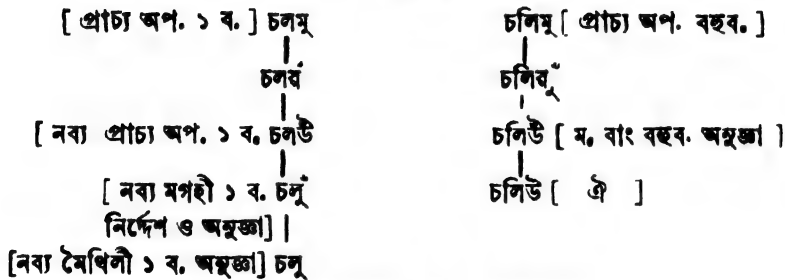 [ প্রাচ্য অপ. ১ ব. ] চলমু চলিমু [ প্রাচ্য অপ. বহুব. ]
চলবঁ চলিবুঁ
[ নব্য প্রাচ্য অপ. ১ ব. চলউঁ চলিউঁ [ ম. বাং বহুব. অনুজ্ঞা ]
[ নব্য মগহী ১ ব. চলুঁ চলিউ [ ঐ ]
নির্দ্দেশ ও অনুজ্ঞা]
[নব্য মৈথিলী ১ ব. অনুজ্ঞা] চলু